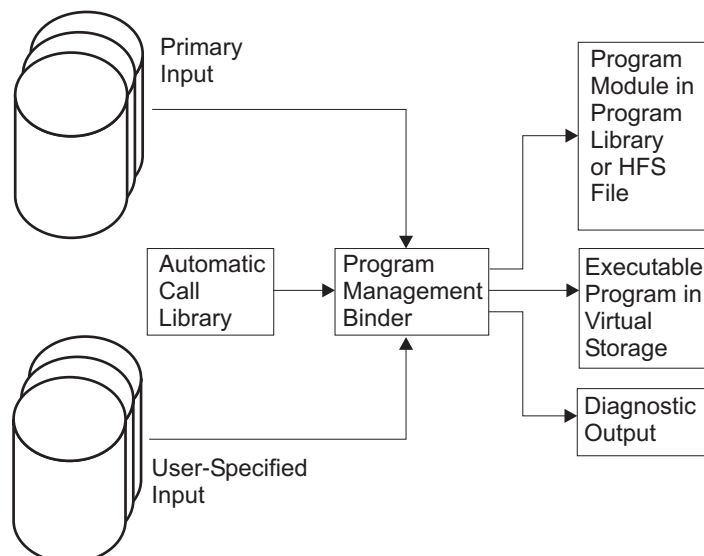 Primary
Input
Program
Module in
Program
Library
or HFS
File
Automatic
Call
Library
Program
Management
Binder
Executable
Program in
Virtual
Storage
Diagnostic
Output
User-Specified
Input